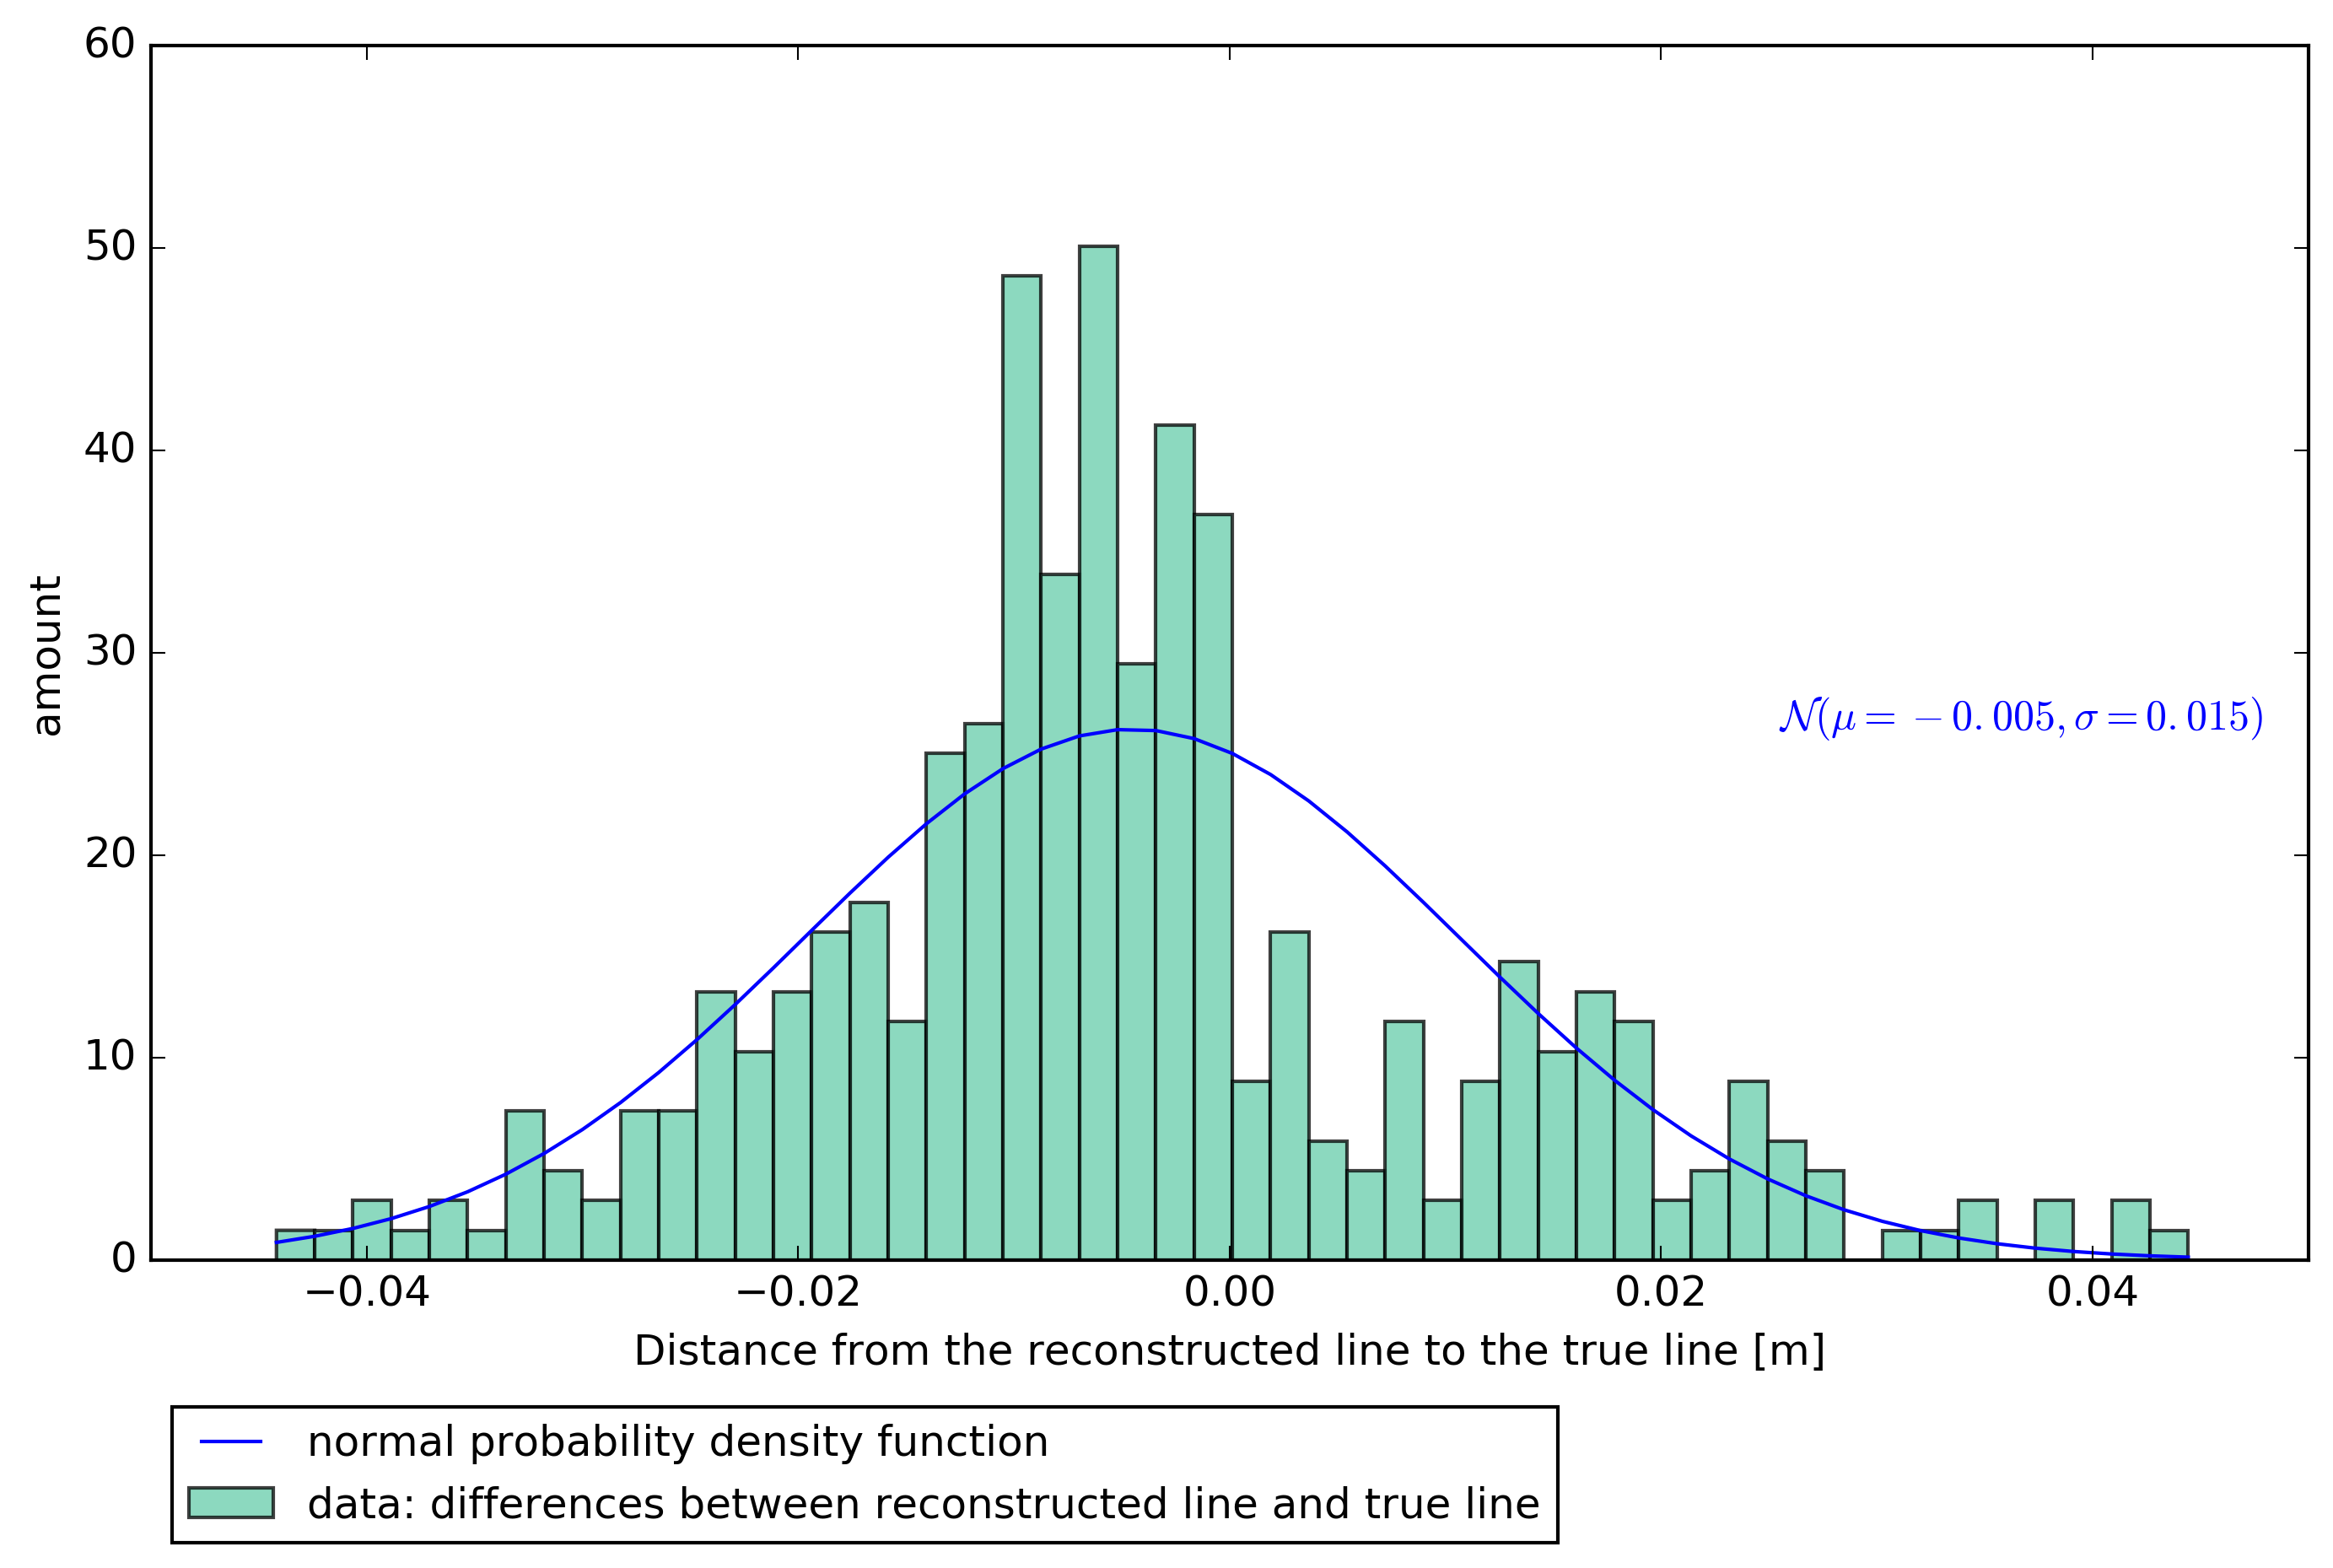 60
50
40
30
20
10
0
amount
𝒩(μ = −0.005, σ = 0.015)
−0.04 −0.02 0.00 0.02 0.04
Distance from the reconstructed line to the true line [m]
normal probability density function
data: differences between reconstructed line and true line